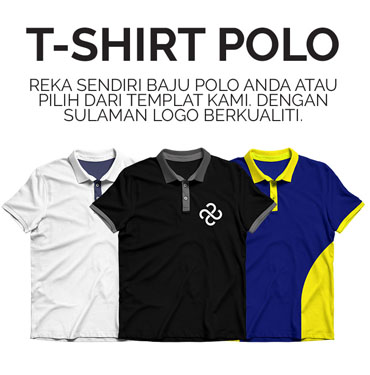 T-SHIRT POLO
REKA SENDIRI BAJU POLO ANDA ATAU
PILIH DARI TEMPLAT KAMI. DENGAN
SULAMAN LOGO BERKUALITI.